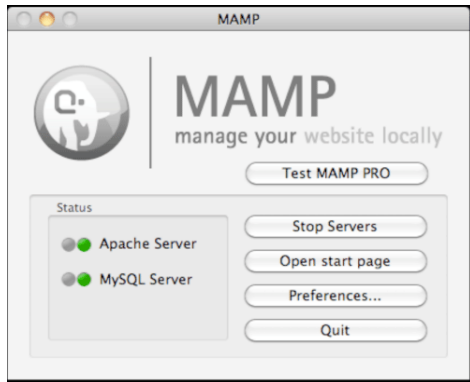 MAMP
MAMP
manage your website locally
Test MAMP PRO
Status
Apache Server
MySQL Server
Stop Servers
Open start page
Preferences...
Quit